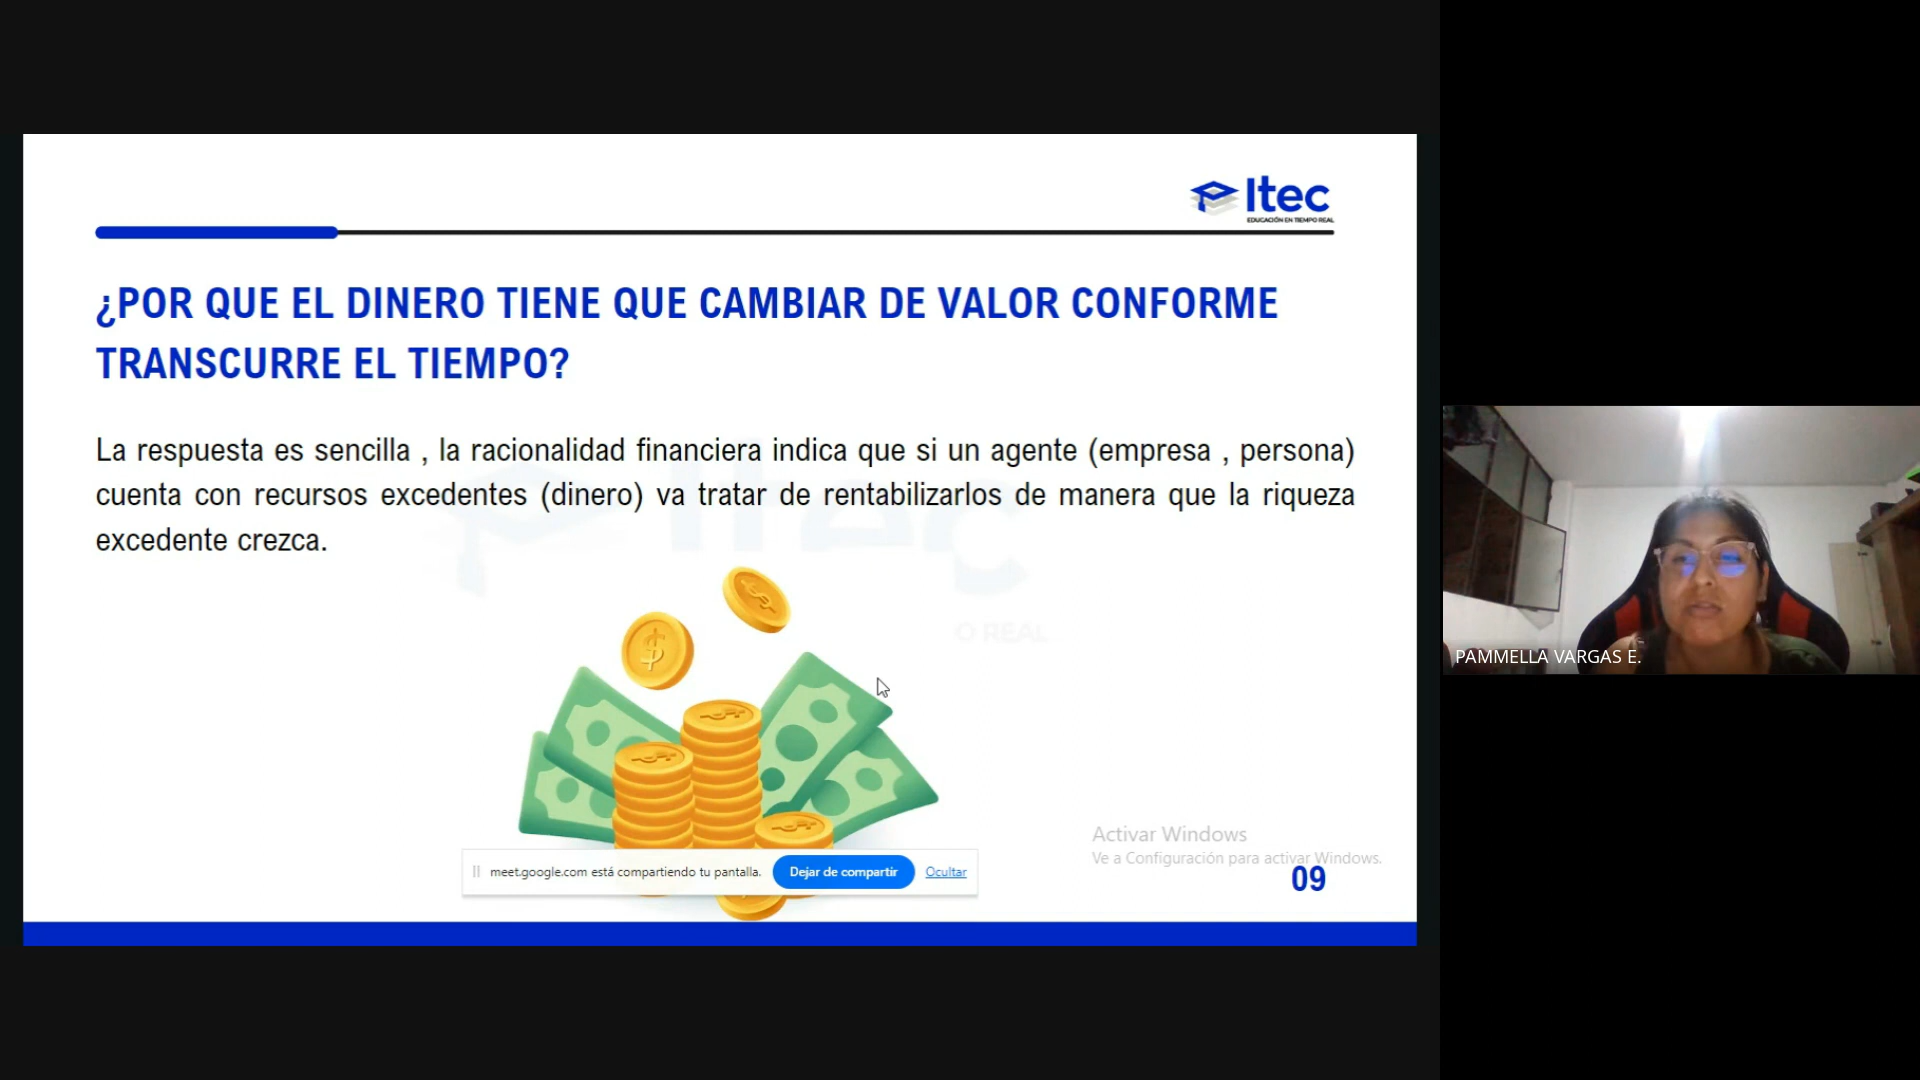 Itec
EDUCACIÓN EN TIEMPO REAL
¿POR QUE EL DINERO TIENE QUE CAMBIAR DE VALOR CONFORME
TRANSCURRE EL TIEMPO?
La respuesta es sencilla , la racionalidad financiera indica que si un agente (empresa , persona)
cuenta con recursos excedentes (dinero) va tratar de rentabilizarlos de manera que la riqueza
excedente crezca.
Itec
O REAL
PAMMELLA VARGAS E.
Activar Windows
Ve a Configuración para activar Windows.
meet.google.com está compartiendo tu pantalla.
Dejar de compartir
Ocultar
09